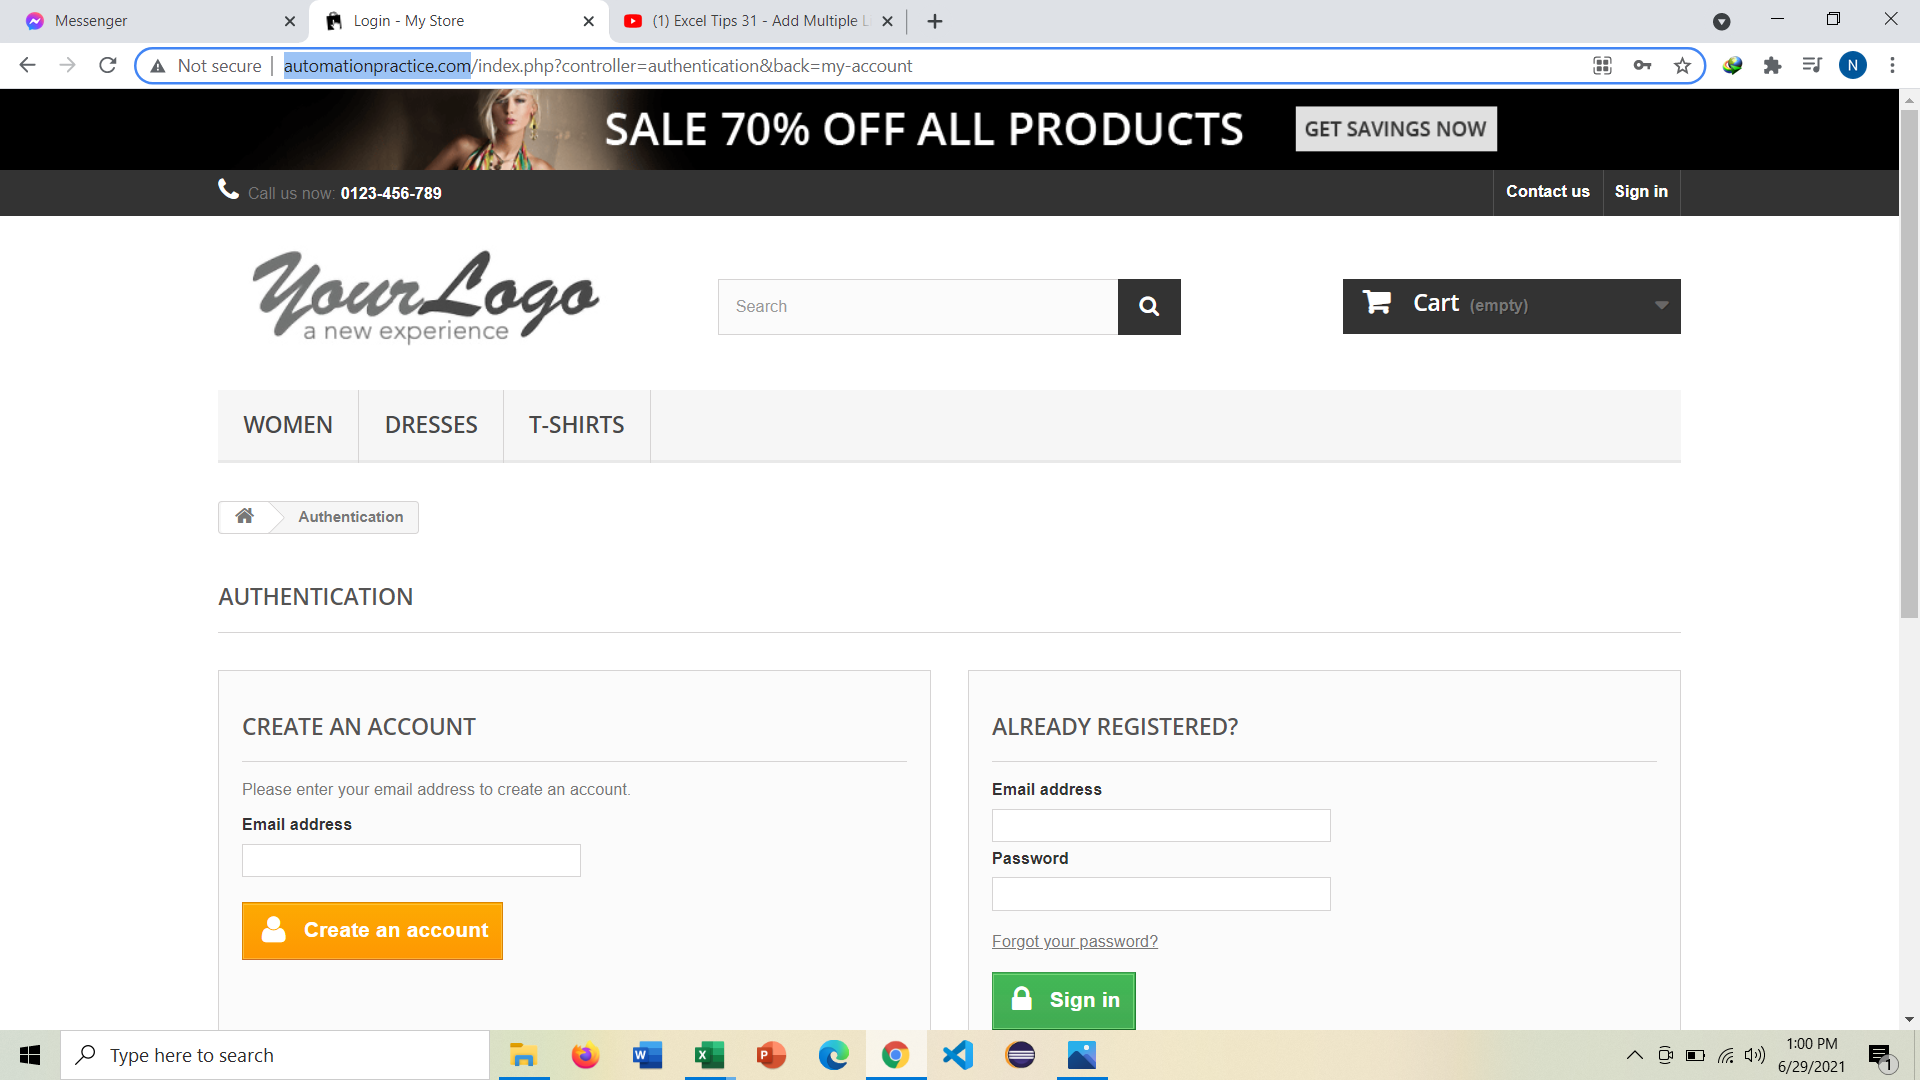 Messenger
Login - My Store
(1) Excel Tips 31 - Add Multiple L
Not secure
automationpractice.com/index.php?controller=authentication&back=my-account
N
SALE 70% OFF ALL PRODUCTS
GET SAVINGS NOW
Call us now: 0123-456-789
Contact us
Sign in
YourLogo
a new experience
Search
Cart (empty)
WOMEN
DRESSES
T-SHIRTS
Authentication
AUTHENTICATION
CREATE AN ACCOUNT
Please enter your email address to create an account.
Email address
Create an account
ALREADY REGISTERED?
Email address
Password
Forgot your password?
Sign in
Type here to search
1:00 PM
6/29/2021
1